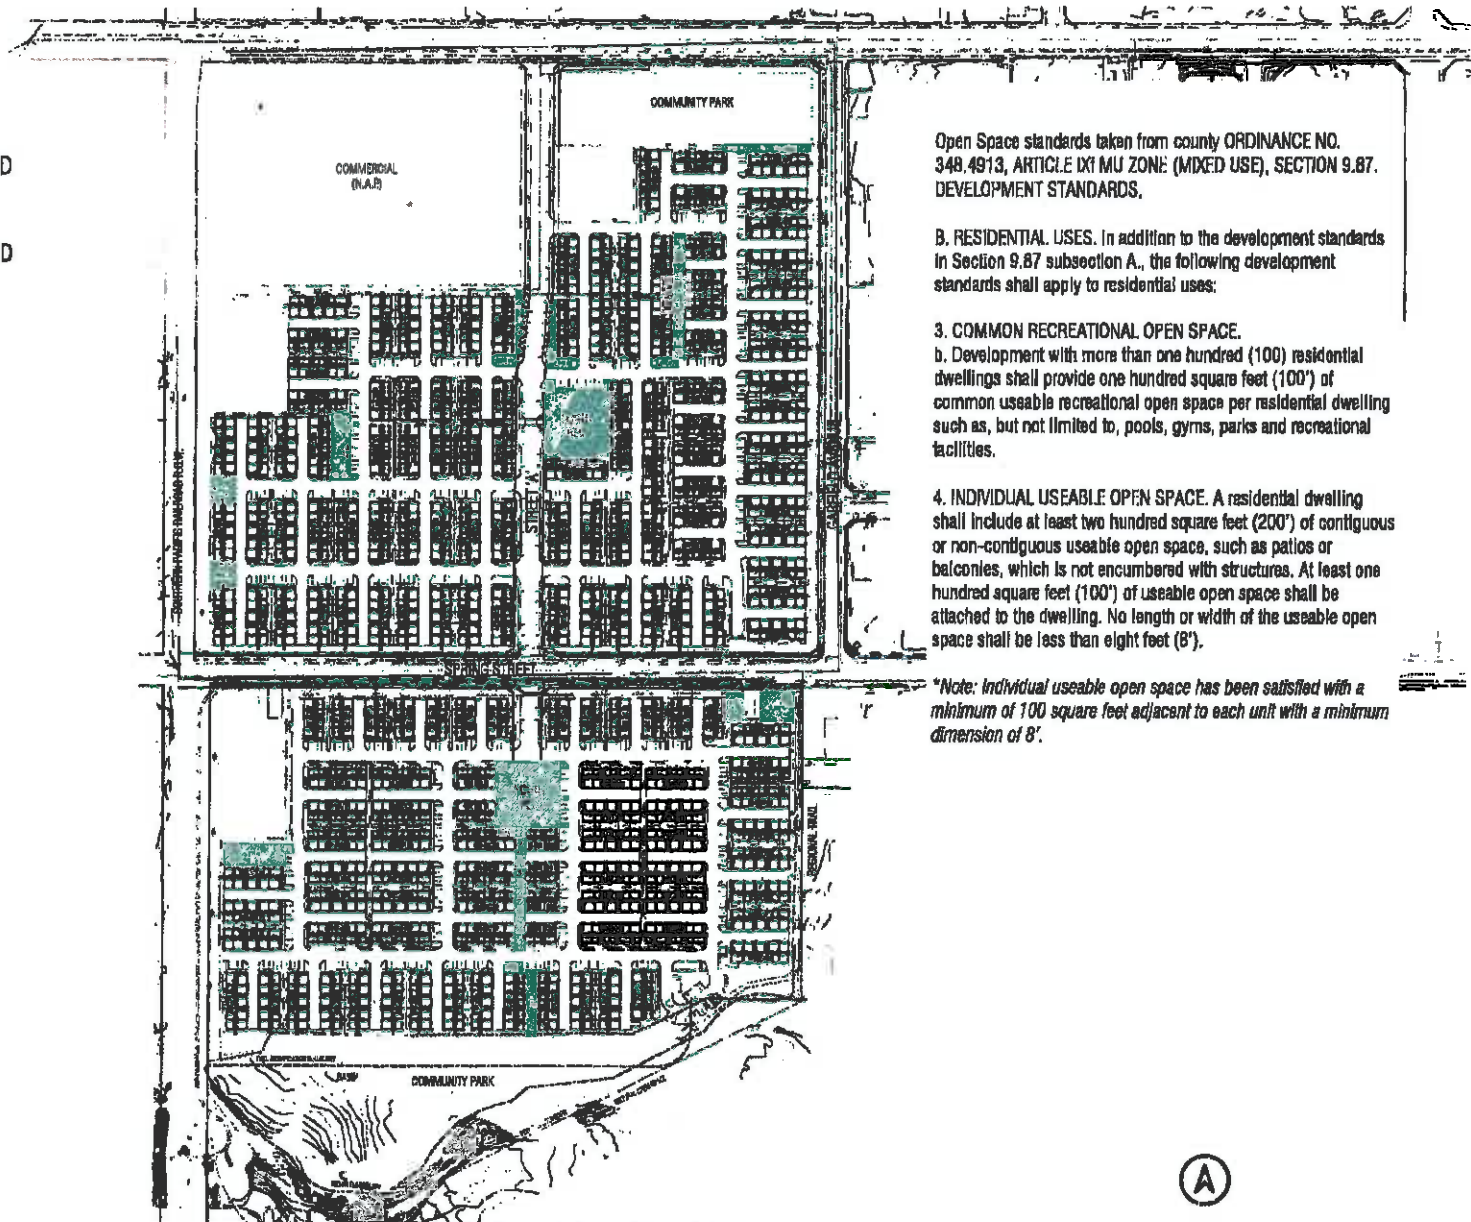 D
D
COMMUNITY PARK
COMMERCIAL
(N.A.P.)
STREET "A"
SPRING STREET
COMMUNITY PARK
Open Space standards taken from county ORDINANCE NO.
348.4913, ARTICLE IXf MU ZONE (MIXED USE), SECTION 9.87.
DEVELOPMENT STANDARDS.
B. RESIDENTIAL USES. In addition to the development standards
in Section 9.87 subsection A., the following development
standards shall apply to residential uses:
3. COMMON RECREATIONAL OPEN SPACE.
b. Development with more than one hundred (100) residential
dwellings shall provide one hundred square feet (100') of
common useable recreational open space per residential dwelling
such as, but not limited to, pools, gyms, parks and recreational
facilities.
4. INDIVIDUAL USEABLE OPEN SPACE. A residential dwelling
shall include at least two hundred square feet (200') of contiguous
or non-contiguous useable open space, such as patios or
balconies, which is not encumbered with structures. At least one
hundred square feet (100') of useable open space shall be
attached to the dwelling. No length or width of the useable open
space shall be less than eight feet (8').
*Note: Individual useable open space has been satisfied with a
minimum of 100 square feet adjacent to each unit with a minimum
dimension of 8'.
A